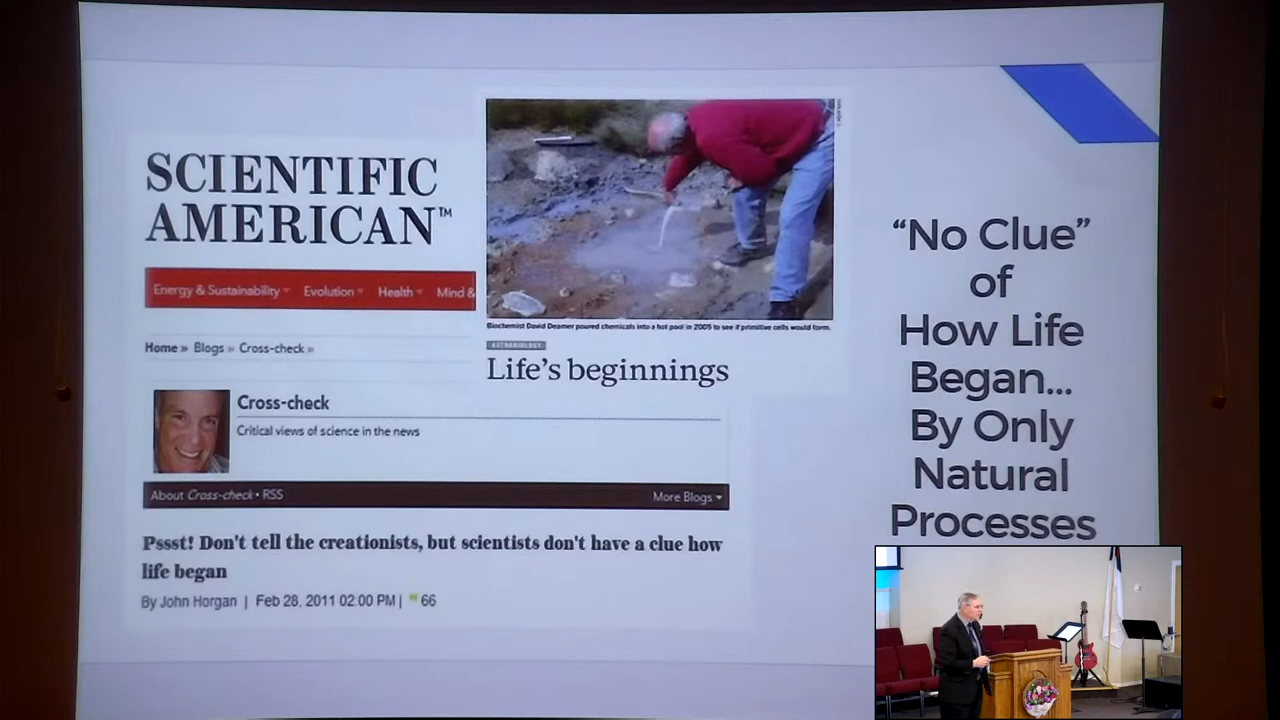 SCIENTIFIC
AMERICAN™
Energy & Sustainability Evolution Health Mind &
Home » Blogs » Cross-check »
Biochemist David Deamer poured chemicals into a hot pool in 2005 to see if primitive cells would form.
ASTROBIOLOGY
Life's beginnings
Cross-check
Critical views of science in the news
About Cross-check • RSS More Blogs
Pssst! Don't tell the creationists, but scientists don't have a clue how
life began
By John Horgan | Feb 28, 2011 02:00 PM | 66
“No Clue”
of
How Life
Began...
By Only
Natural
Processes